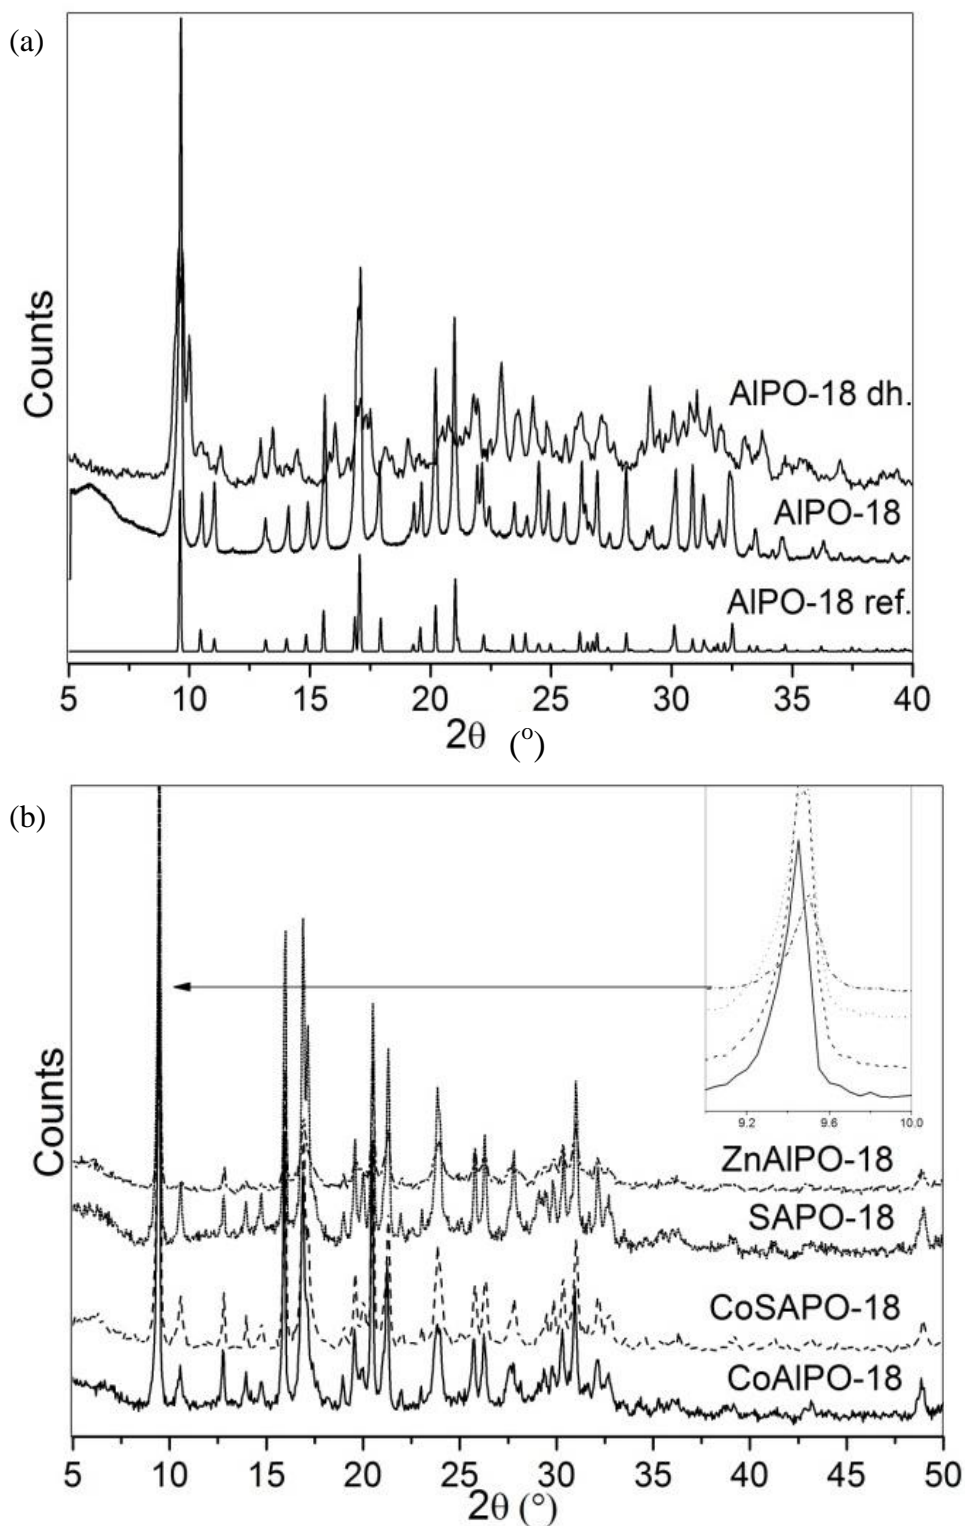 (a)
Counts
AlPO-18 dh.
AlPO-18
AlPO-18 ref.
5 10 15 20 25 30 35 40
2θ (o)
(b)
Counts
9.2 9.6 10.0
ZnAlPO-18
SAPO-18
CoSAPO-18
CoAlPO-18
5 10 15 20 25 30 35 40 45 50
2θ (°)